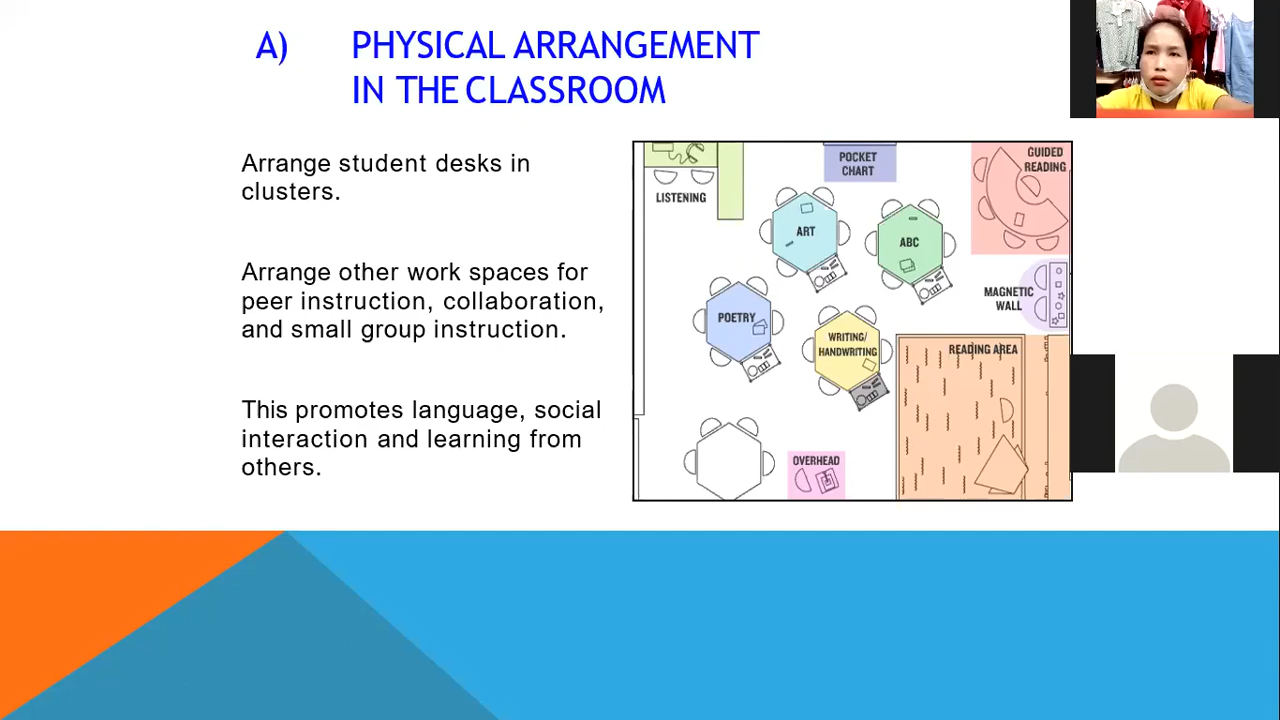 A) PHYSICAL ARRANGEMENT
IN THE CLASSROOM
Arrange student desks in
clusters.
Arrange other work spaces for
peer instruction, collaboration,
and small group instruction.
This promotes language, social
interaction and learning from
others.
LISTENING
POCKET
CHART
GUIDED
READING
ART
ABC
MAGNETIC
WALL
POETRY
WRITING/
HANDWRITING
READING AREA
OVERHEAD